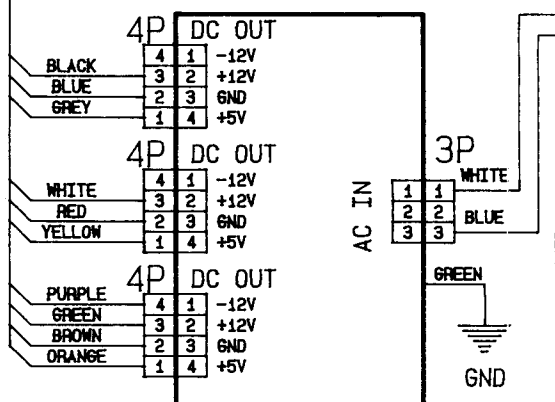 4P DC OUT
4 1 -12V
BLACK 3 2 +12V
BLUE 2 3 GND
GREY 1 4 +5V
4P DC OUT
4 1 -12V
WHITE 3 2 +12V
RED 2 3 GND
YELLOW 1 4 +5V
4P DC OUT
PURPLE 4 1 -12V
GREEN 3 2 +12V
BROWN 2 3 GND
ORANGE 1 4 +5V
AC IN
3P
1 1 WHITE
2 2
3 3 BLUE
GREEN
GND